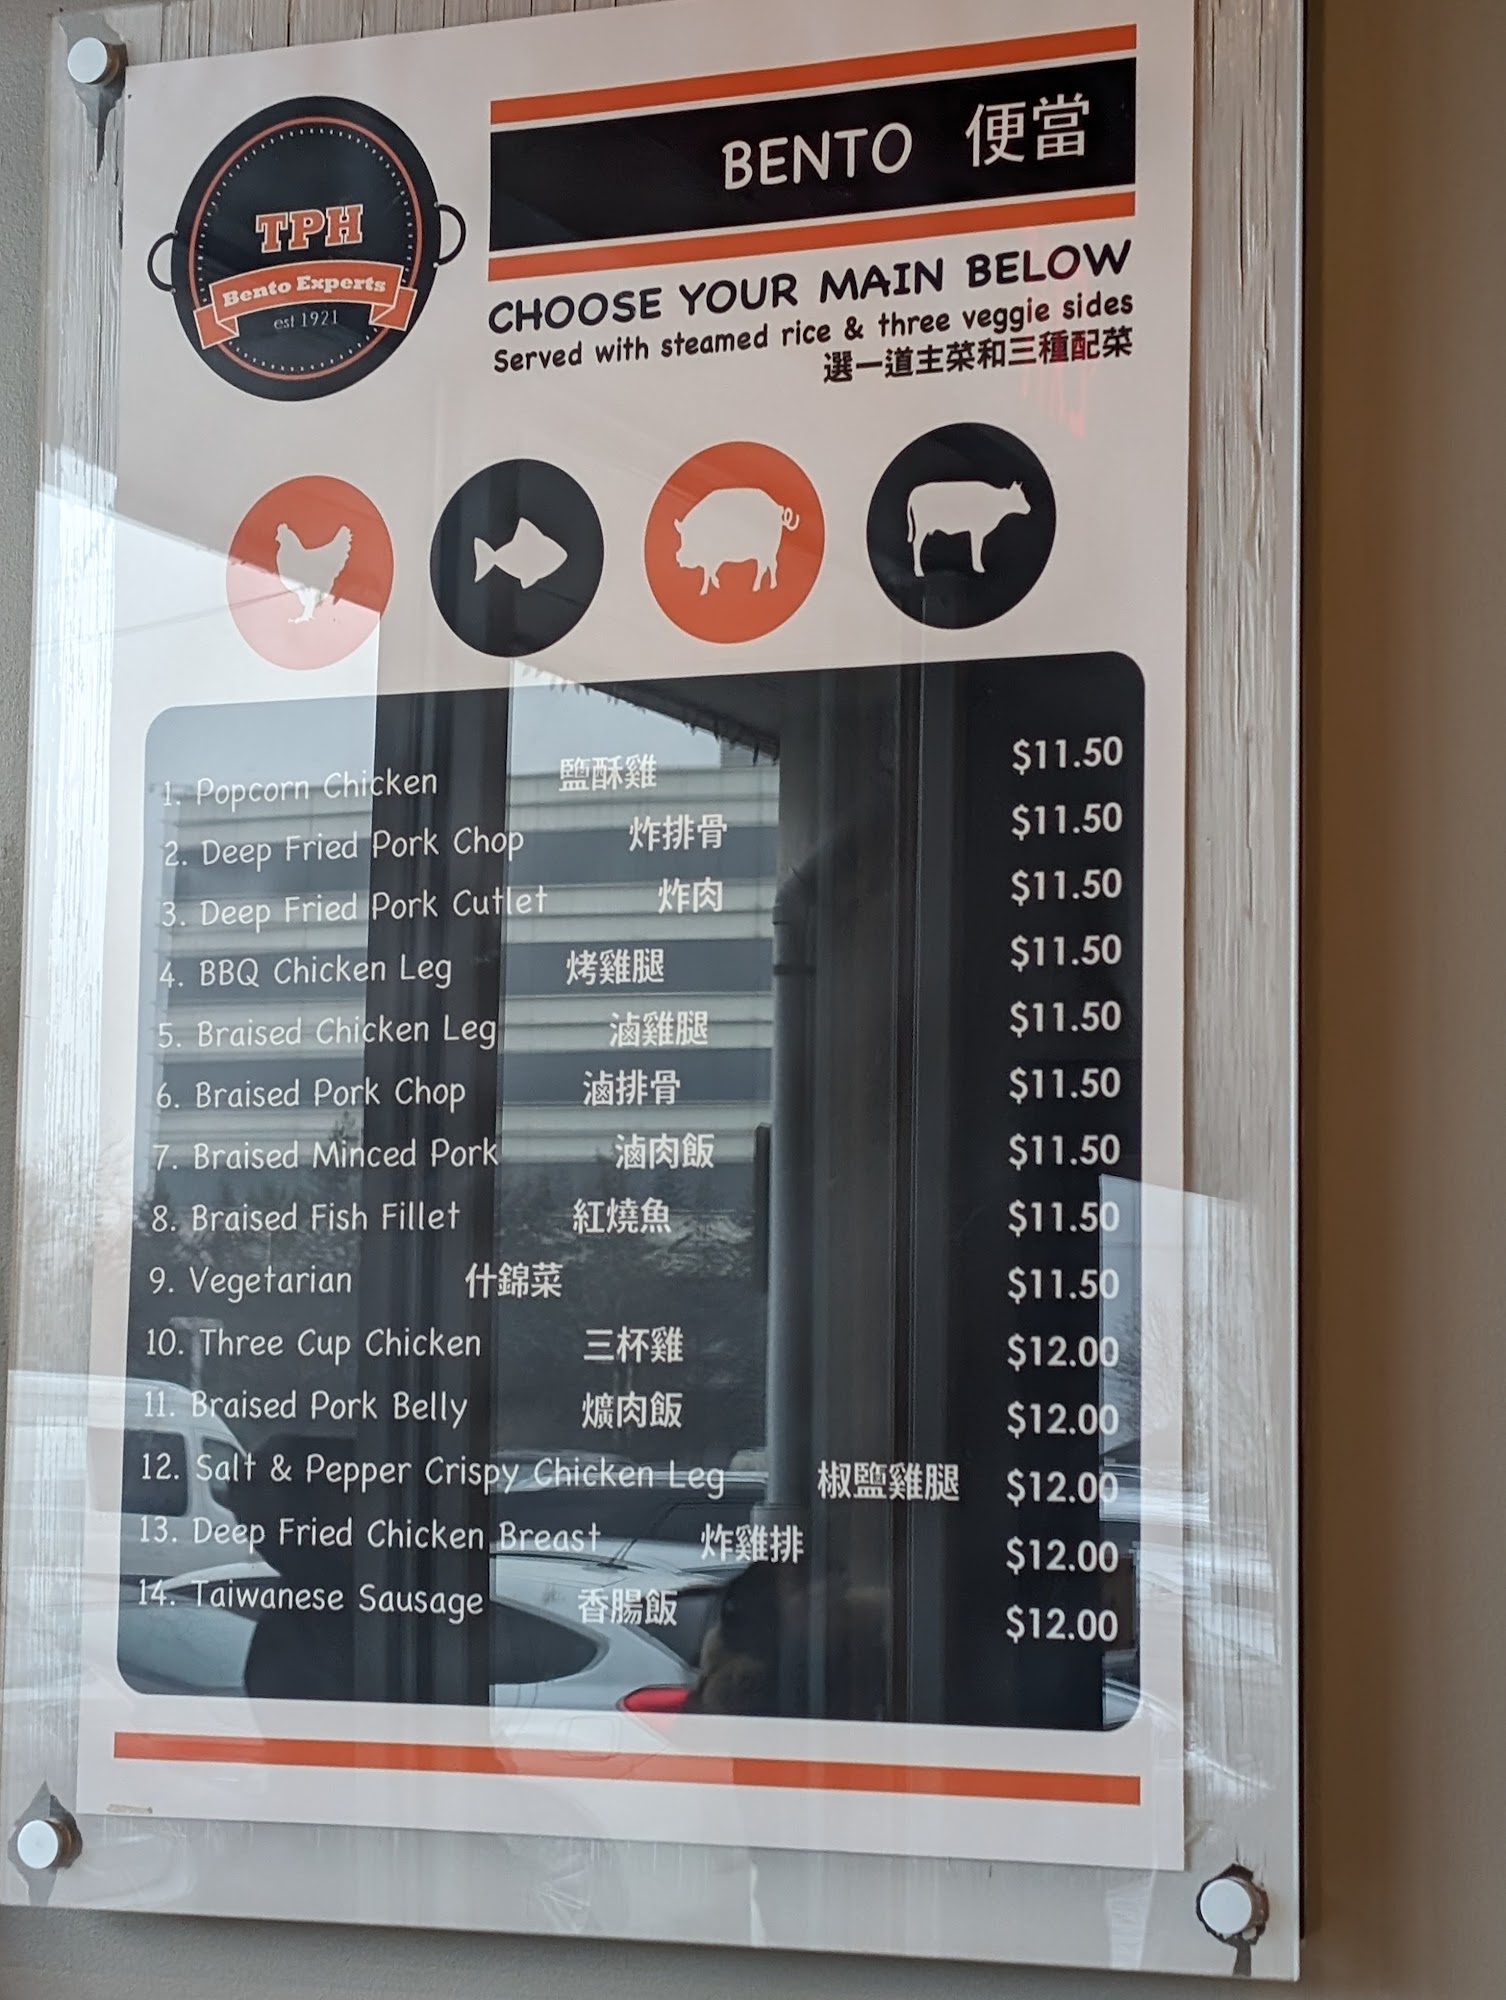 TPH
Bento Experts
est 1921
BENTO 便當
CHOOSE YOUR MAIN BELOW
Served with steamed rice & three veggie sides
選一道主菜和三種配菜
1. Popcorn Chicken 鹽酥雞 $11.50
2. Deep Fried Pork Chop 炸排骨 $11.50
3. Deep Fried Pork Cutlet 炸肉 $11.50
4. BBQ Chicken Leg 烤雞腿 $11.50
5. Braised Chicken Leg 滷雞腿 $11.50
6. Braised Pork Chop 滷排骨 $11.50
7. Braised Minced Pork 滷肉飯 $11.50
8. Braised Fish Fillet 紅燒魚 $11.50
9. Vegetarian 什錦菜 $11.50
10. Three Cup Chicken 三杯雞 $12.00
11. Braised Pork Belly 爌肉飯 $12.00
12. Salt & Pepper Crispy Chicken Leg 椒鹽雞腿 $12.00
13. Deep Fried Chicken Breast 炸雞排 $12.00
14. Taiwanese Sausage 香腸飯 $12.00